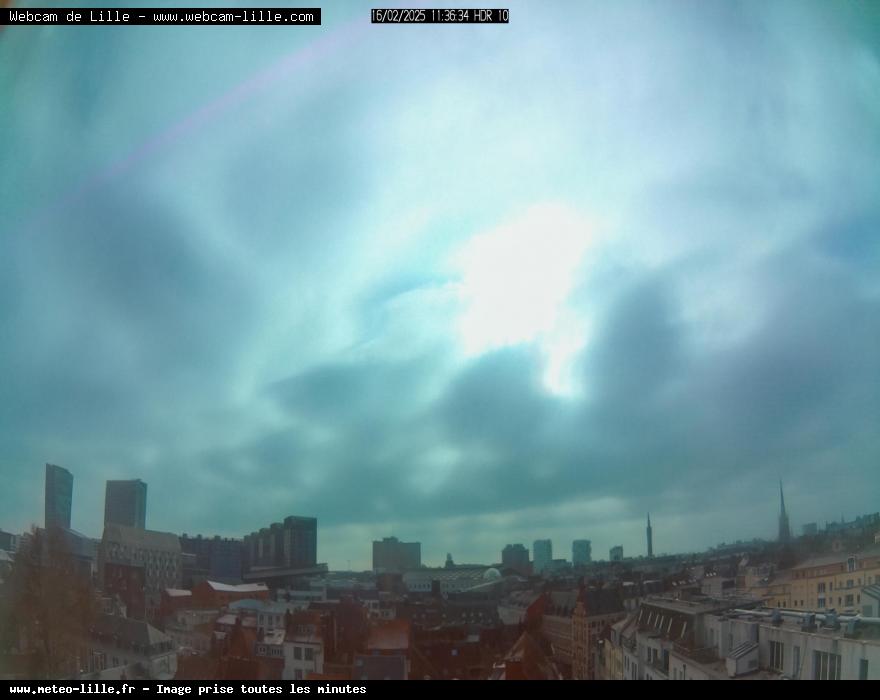 Webcam de Lille - www.webcam-lille.com
16/02/2025 11:36:34 HDR 10
www.meteo-lille.fr - Image prise toutes les minutes